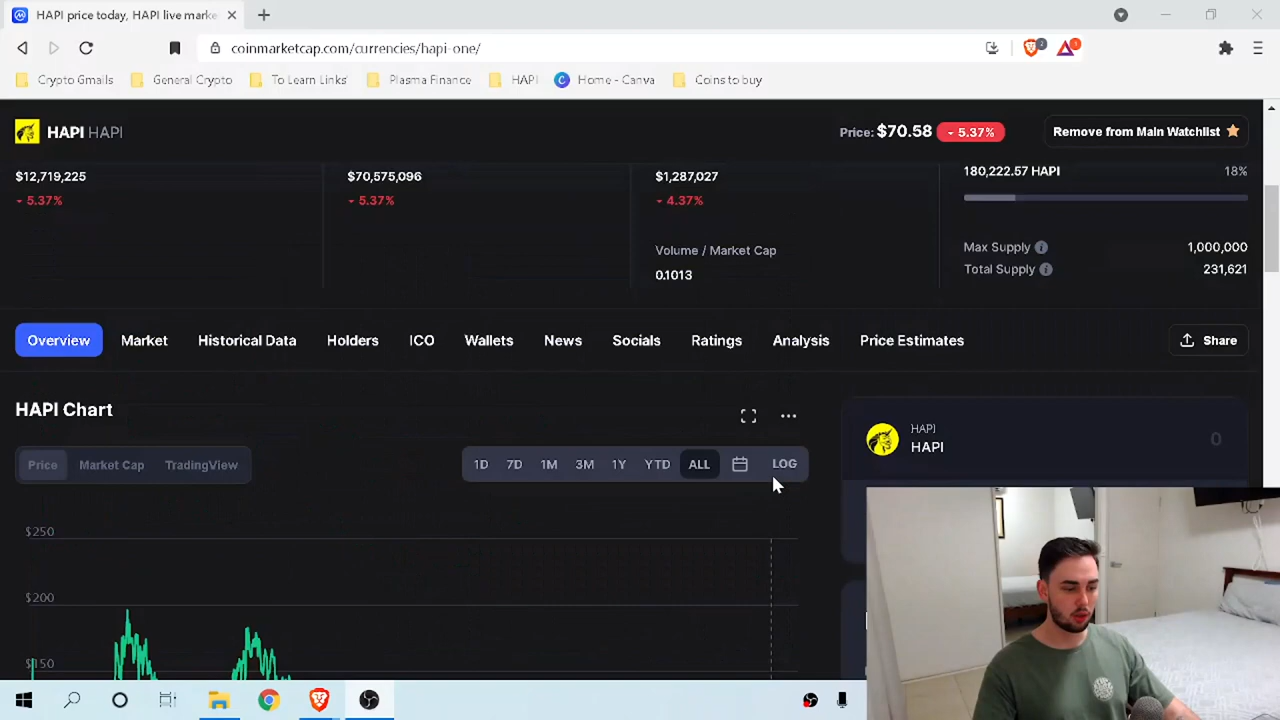 HAPI price today, HAPI live marke
coinmarketcap.com/currencies/hapi-one/
2
1
Crypto Gmails
General Crypto
To Learn Links
Plasma Finance
HAPI
Home - Canva
Coins to buy
HAPI HAPI
Price: $70.58
5.37%
Remove from Main Watchlist
$12,719,225
$70,575,096
$1,287,027
180,222.57 HAPI
18%
5.37%
5.37%
4.37%
Volume / Market Cap
0.1013
Max Supply
1,000,000
Total Supply
231,621
Overview
Market
Historical Data
Holders
ICO
Wallets
News
Socials
Ratings
Analysis
Price Estimates
Share
HAPI Chart
HAPI
HAPI
0
Price
Market Cap
TradingView
1D
7D
1M
3M
1Y
YTD
ALL
LOG
$250
$200
$150